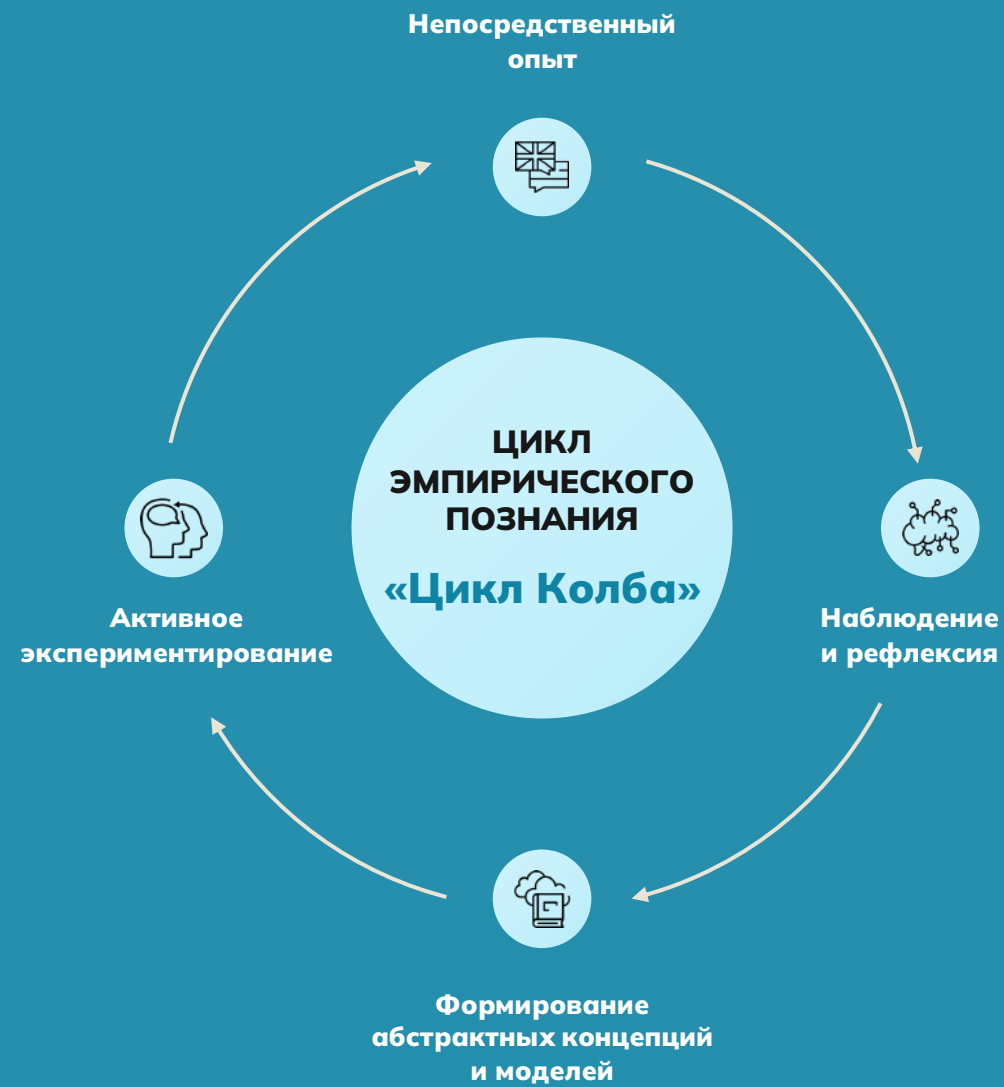 Непосредственный
опыт
ЦИКЛ
ЭМПИРИЧЕСКОГО
ПОЗНАНИЯ
«Цикл Колба»
Активное
экспериментирование
Наблюдение
и рефлексия
Формирование
абстрактных концепций
и моделей